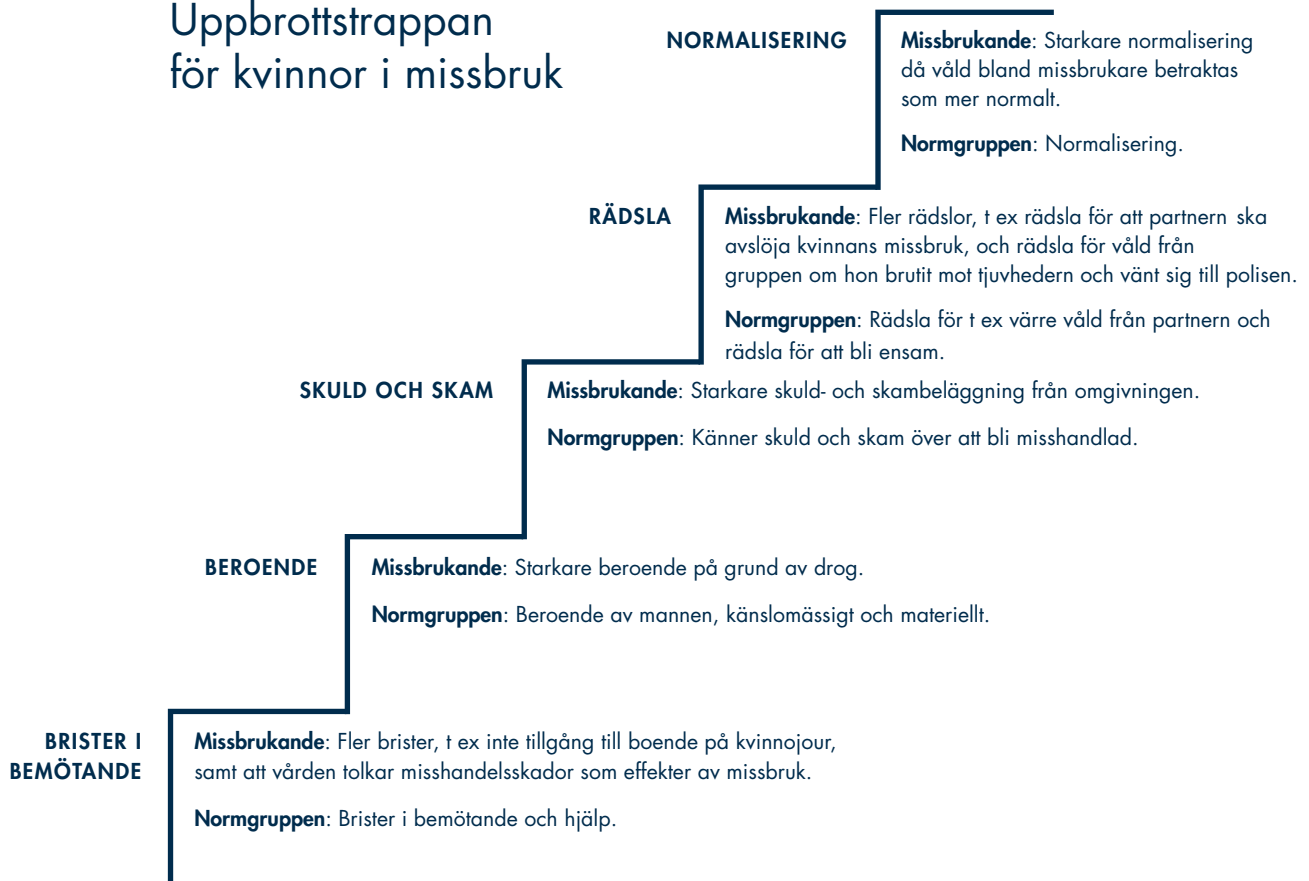 Uppbrottstrappan
för kvinnor i missbruk
NORMALISERING
Missbrukande: Starkare normalisering
då våld bland missbrukare betraktas
som mer normalt.
Normgruppen: Normalisering.
RÄDSLA
Missbrukande: Fler rädslor, t ex rädsla för att partnern ska
avslöja kvinnans missbruk, och rädsla för våld från
gruppen om hon brutit mot tjuvhedern och vänt sig till polisen.
Normgruppen: Rädsla för t ex värre våld från partnern och
rädsla för att bli ensam.
SKULD OCH SKAM
Missbrukande: Starkare skuld- och skambeläggning från omgivningen.
Normgruppen: Känner skuld och skam över att bli misshandlad.
BEROENDE
Missbrukande: Starkare beroende på grund av drog.
Normgruppen: Beroende av mannen, känslomässigt och materiellt.
BRISTER I
BEMÖTANDE
Missbrukande: Fler brister, t ex inte tillgång till boende på kvinnojour,
samt att vården tolkar misshandelsskador som effekter av missbruk.
Normgruppen: Brister i bemötande och hjälp.